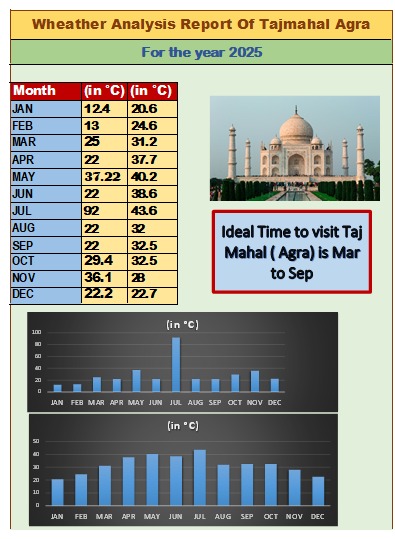 Wheather Analysis Report Of Tajmahal Agra
For the year 2025
Month (in °C) (in °C)
JAN 12.4 20.6
FEB 13 24.6
MAR 25 31.2
APR 22 37.7
MAY 37.22 40.2
JUN 22 38.6
JUL 92 43.6
AUG 22 32
SEP 22 32.5
OCT 29.4 32.5
NOV 36.1 28
DEC 22.2 22.7
Ideal Time to visit Taj
Mahal ( Agra) is Mar
to Sep
(in °C)
100
80
60
40
20
0
JAN FEB MAR APR MAY JUN JUL AUG SEP OCT NOV DEC
(in °C)
50
40
30
20
10
0
JAN FEB MAR APR MAY JUN JUL AUG SEP OCT NOV DEC